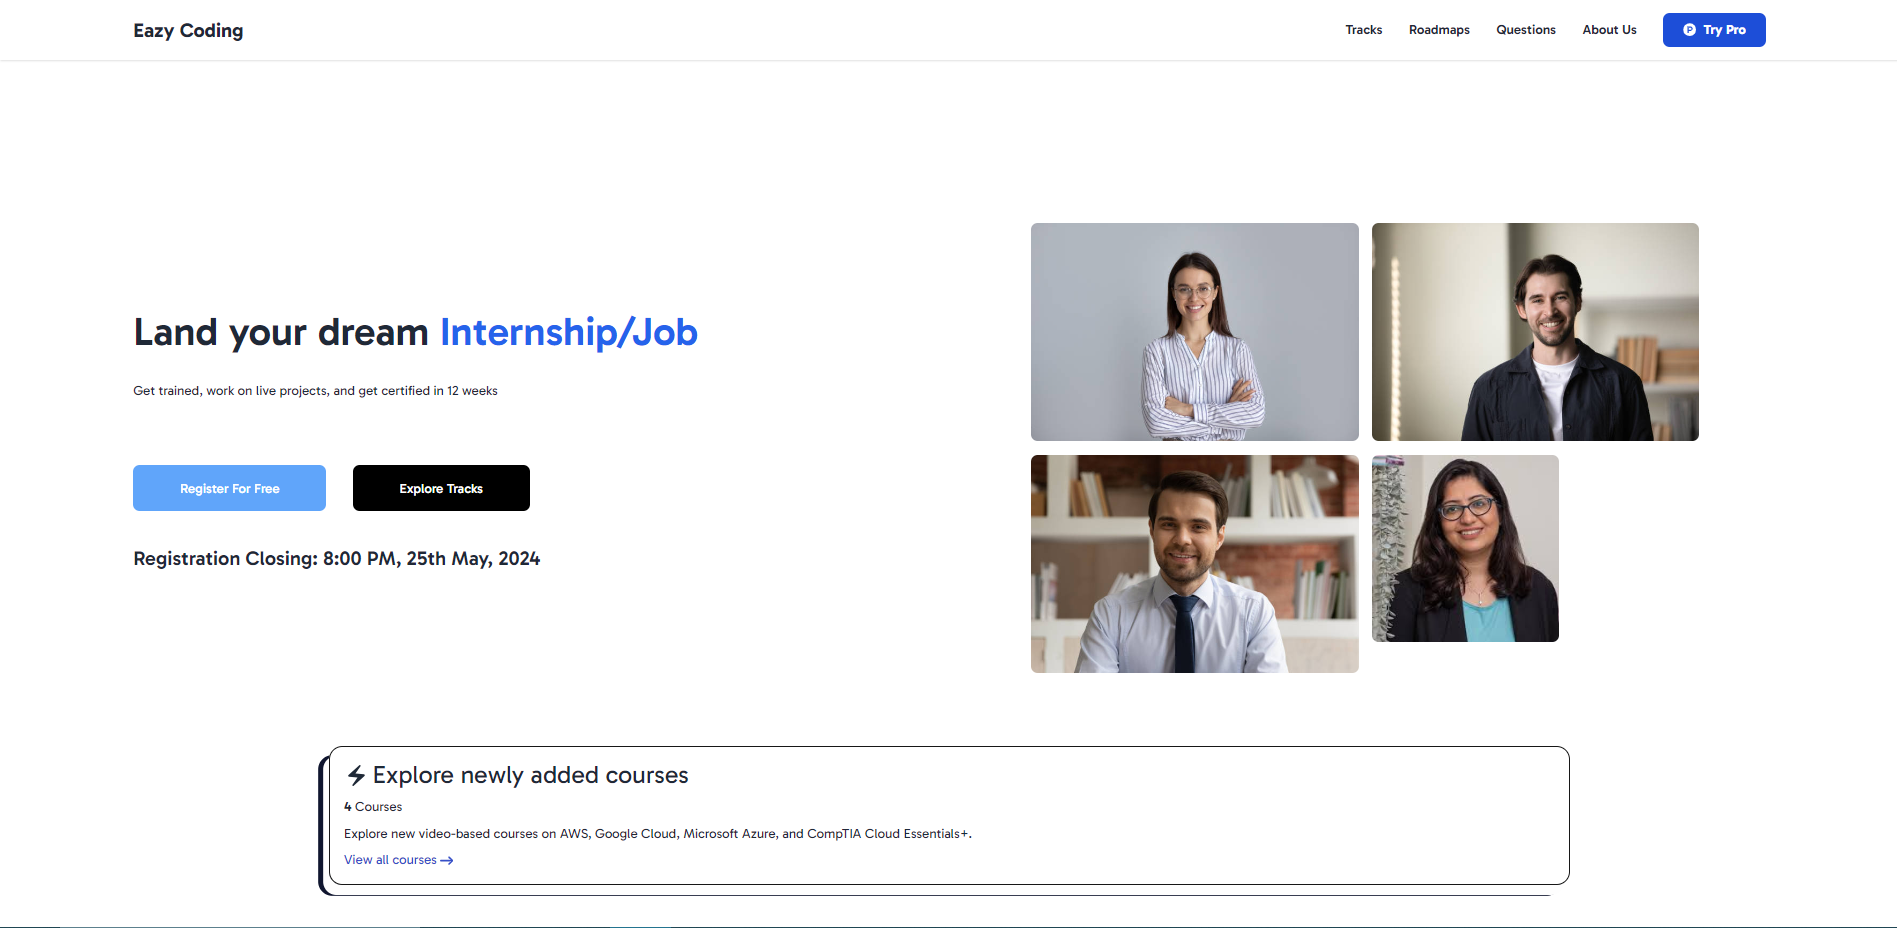 Eazy Coding
Tracks Roadmaps Questions About Us P Try Pro
Land your dream Internship/Job
Get trained, work on live projects, and get certified in 12 weeks
Register For Free Explore Tracks
Registration Closing: 8:00 PM, 25th May, 2024
Explore newly added courses
4 Courses
Explore new video-based courses on AWS, Google Cloud, Microsoft Azure, and CompTIA Cloud Essentials+.
View all courses